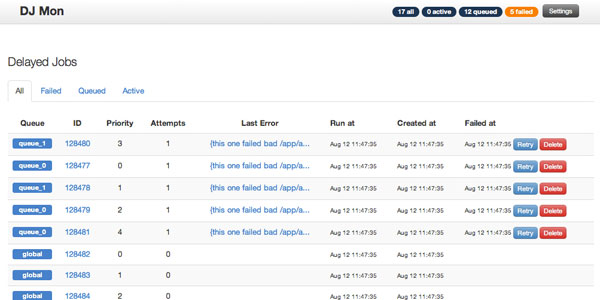 DJ Mon 17 all 0 active 12 queued 5 failed Settings
Delayed Jobs
All Failed Queued Active
Queue ID Priority Attempts Last Error Run at Created at Failed at
queue_1 128480 3 1 {this one failed bad /app/a... Aug 12 11:47:35 Aug 12 11:47:35 Aug 12 11:47:35 Retry Delete
queue_0 128477 0 1 {this one failed bad /app/a... Aug 12 11:47:35 Aug 12 11:47:35 Aug 12 11:47:35 Retry Delete
queue_1 128478 1 1 {this one failed bad /app/a... Aug 12 11:47:35 Aug 12 11:47:35 Aug 12 11:47:35 Retry Delete
queue_0 128479 2 1 {this one failed bad /app/a... Aug 12 11:47:35 Aug 12 11:47:35 Aug 12 11:47:35 Retry Delete
queue_0 128481 4 1 {this one failed bad /app/a... Aug 12 11:47:35 Aug 12 11:47:35 Aug 12 11:47:35 Retry Delete
global 128482 0 0 Aug 12 11:47:35 Aug 12 11:47:35
global 128483 1 0 Aug 12 11:47:35 Aug 12 11:47:35
global 128484 2 0 Aug 12 11:47:35 Aug 12 11:47:35